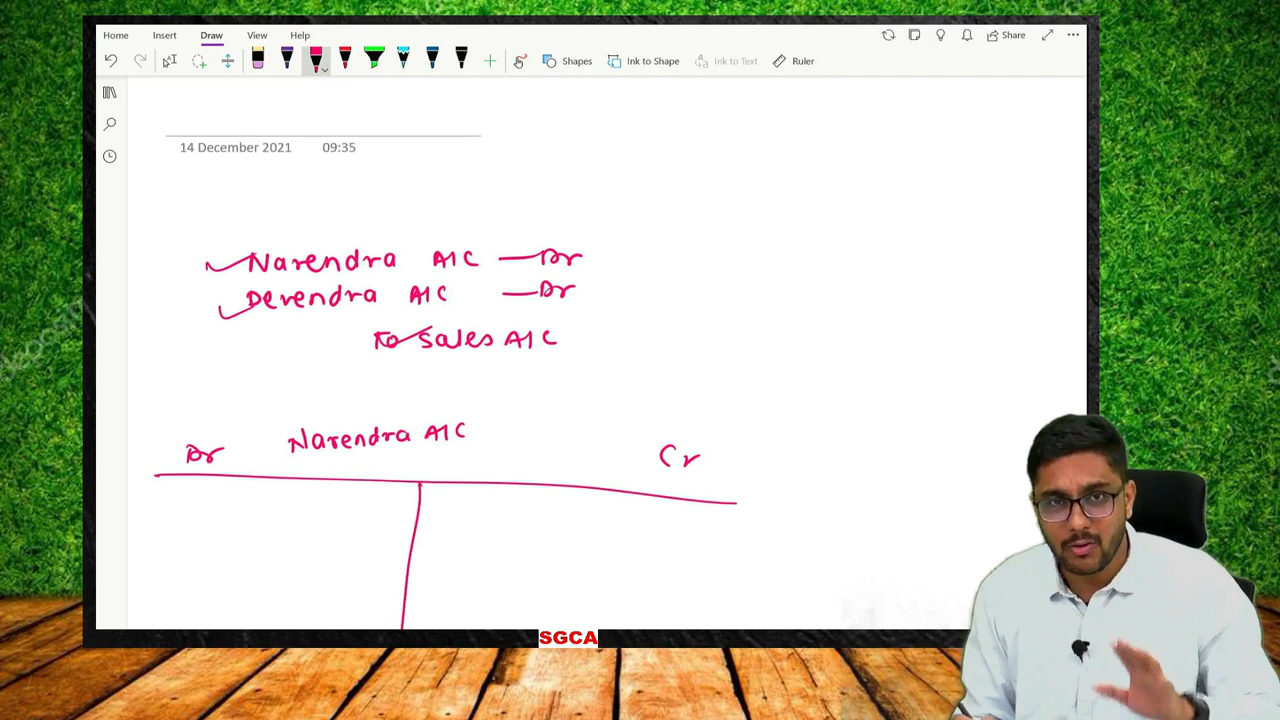 Home Insert Draw View Help Share
Ink to Shape Ink to Text Ruler Shapes
14 December 2021 09:35
Narendra A/C — Dr
Devendra A/C — Dr
To Sales A/C
Narendra A/C
Dr Cr
SGCA